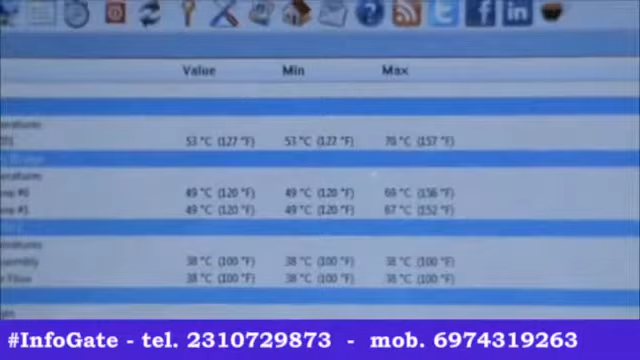 Value Min Max
53 °C (127 °F) 53 °C (127 °F) 70 °C (157 °F)
49 °C (120 °F) 49 °C (120 °F) 69 °C (156 °F)
49 °C (120 °F) 49 °C (120 °F) 67 °C (152 °F)
38 °C (100 °F) 38 °C (100 °F) 38 °C (100 °F)
38 °C (100 °F) 38 °C (100 °F) 38 °C (100 °F)
#InfoGate - tel. 2310729873 - mob. 6974319263